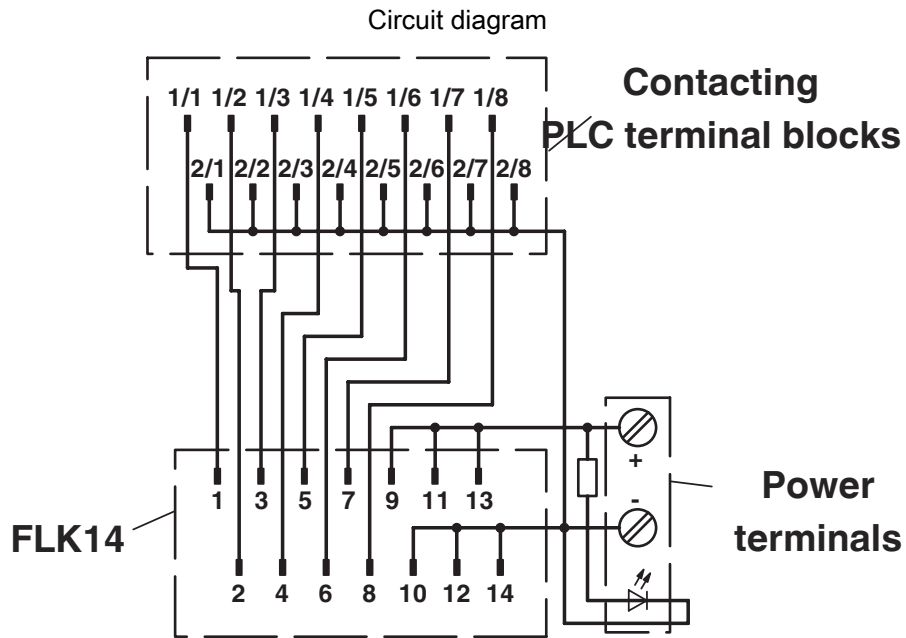 Circuit diagram
Contacting
PLC terminal blocks
1/1 1/2 1/3 1/4 1/5 1/6 1/7 1/8
2/1 2/2 2/3 2/4 2/5 2/6 2/7 2/8
+
-
Power
terminals
FLK14
1 3 5 7 9 11 13
2 4 6 8 10 12 14